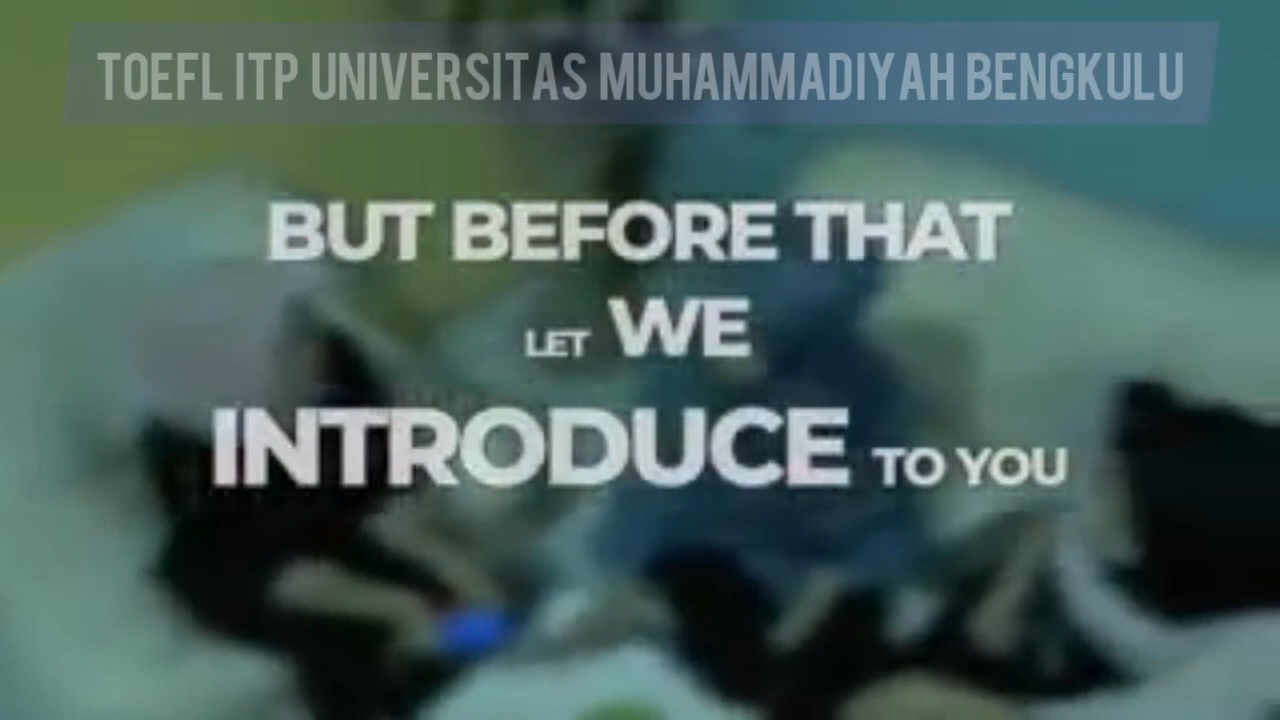 TOEFL ITP UNIVERSITAS MUHAMMADIYAH BENGKULU
BUT BEFORE THAT
LET WE
INTRODUCE TO YOU